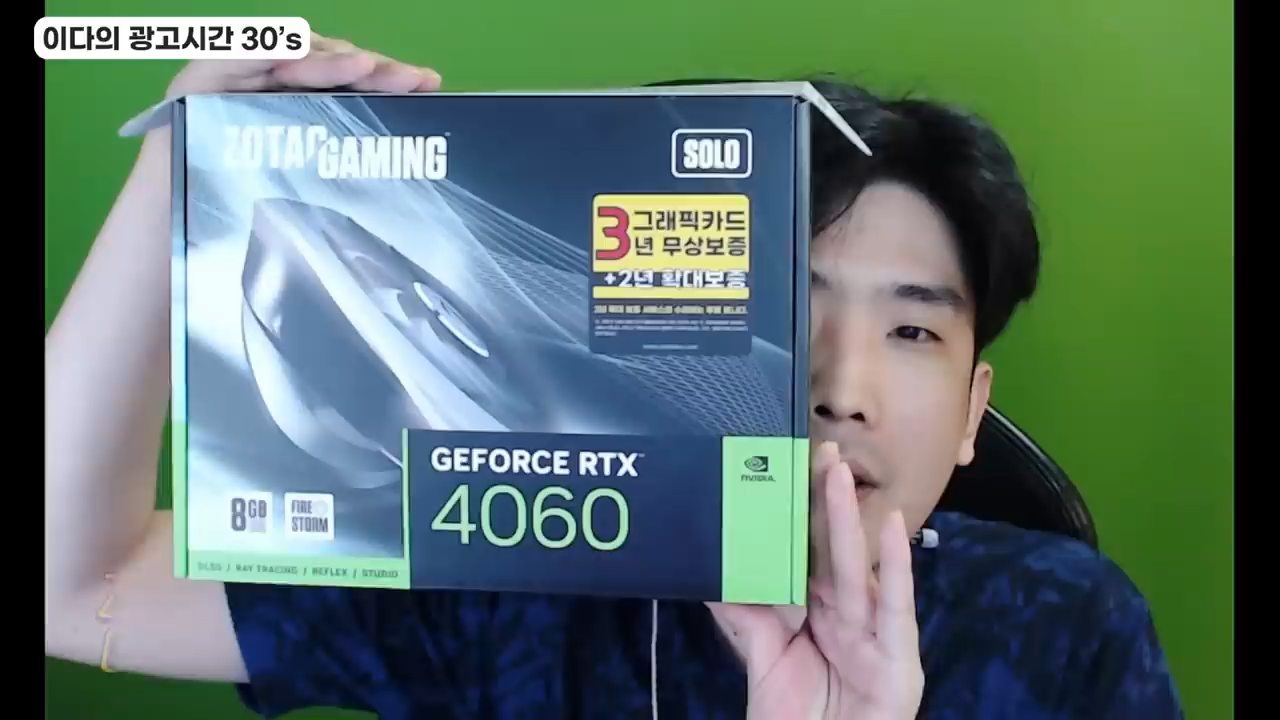 이다의 광고시간 30's
ZOTAC GAMING
SOLO
3 그래픽카드
년 무상보증
+2년 확대보증
GEFORCE RTX™
4060
NVIDIA.
8GB
FIRE STORM
DLSS / RAY TRACING / REFLEX / STUDIO